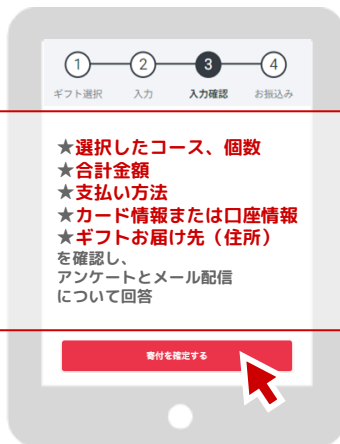 1 2 3 4
ギフト選択 入力 入力確認 お振込み
★選択したコース、個数
★合計金額
★支払い方法
★カード情報または口座情報
★ギフトお届け先（住所）
を確認し、
アンケートとメール配信
について回答
寄付を確定する